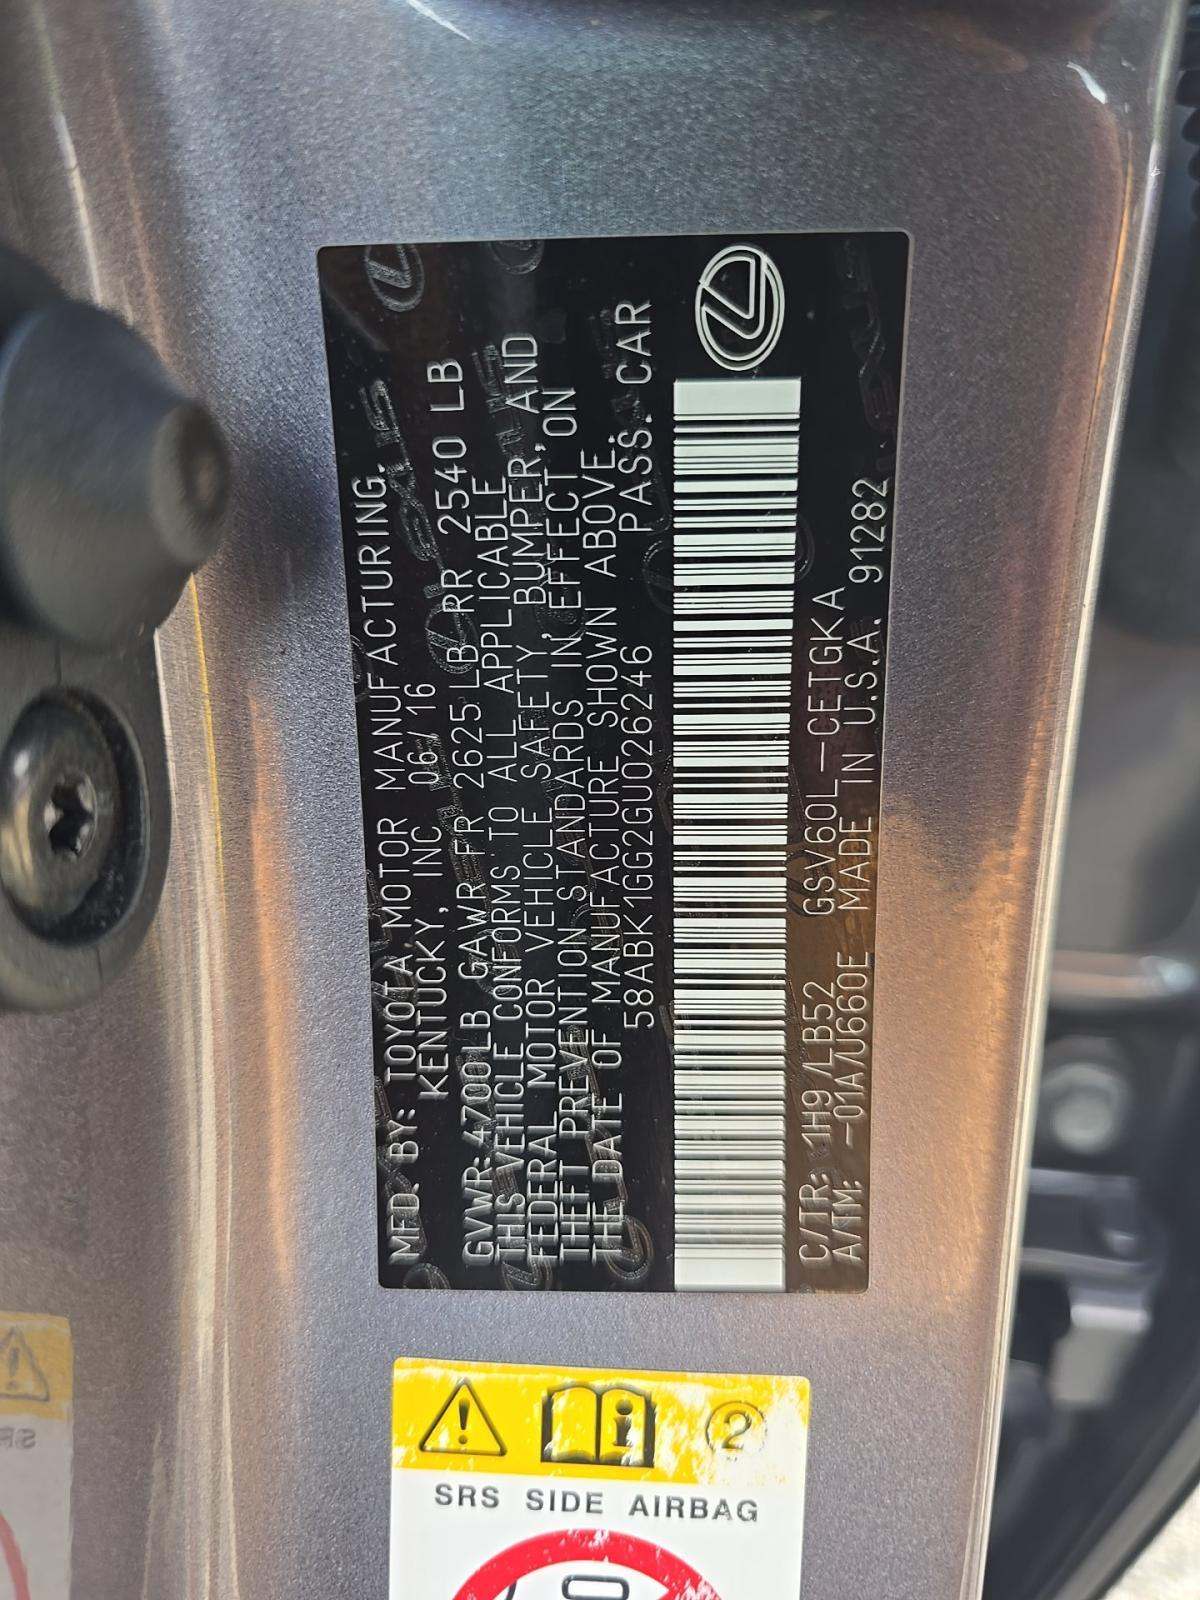 MFD. BY: TOYOTA MOTOR MANUFACTURING.
KENTUCKY, INC 06/16
GVWR 4700LB GAWR FR 2625 LB RR 2540 LB
THIS VEHICLE CONFORMS TO ALL APPLICABLE
FEDERAL MOTOR VEHICLE SAFETY, BUMPER, AND
THEFT PREVENTION STANDARDS IN EFFECT ON
THE DATE OF MANUFACTURE SHOWN ABOVE.
58ABK1GG2GU026246 PASS. CAR
C/TR: 1H9/LB52 GSV60L-CETGKA
A/TM: -01A/U660E MADE IN U.S.A. 91282
2
SRS SIDE AIRBAG